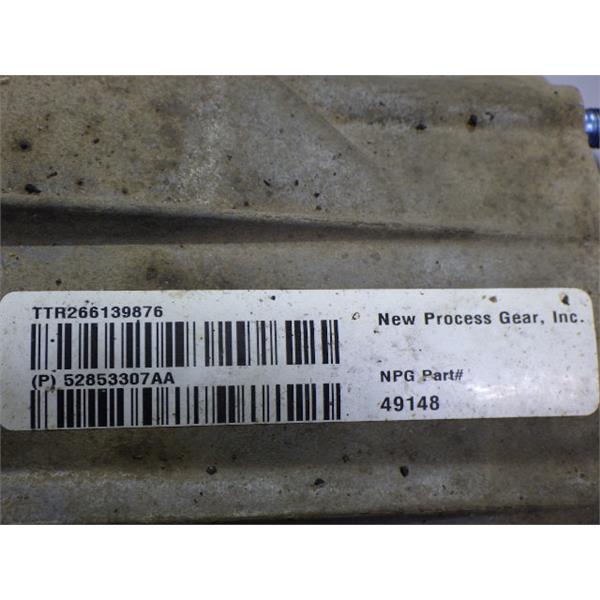 TTR266139876
(P) 52853307AA
New Process Gear, Inc.
NPG Part#
49148